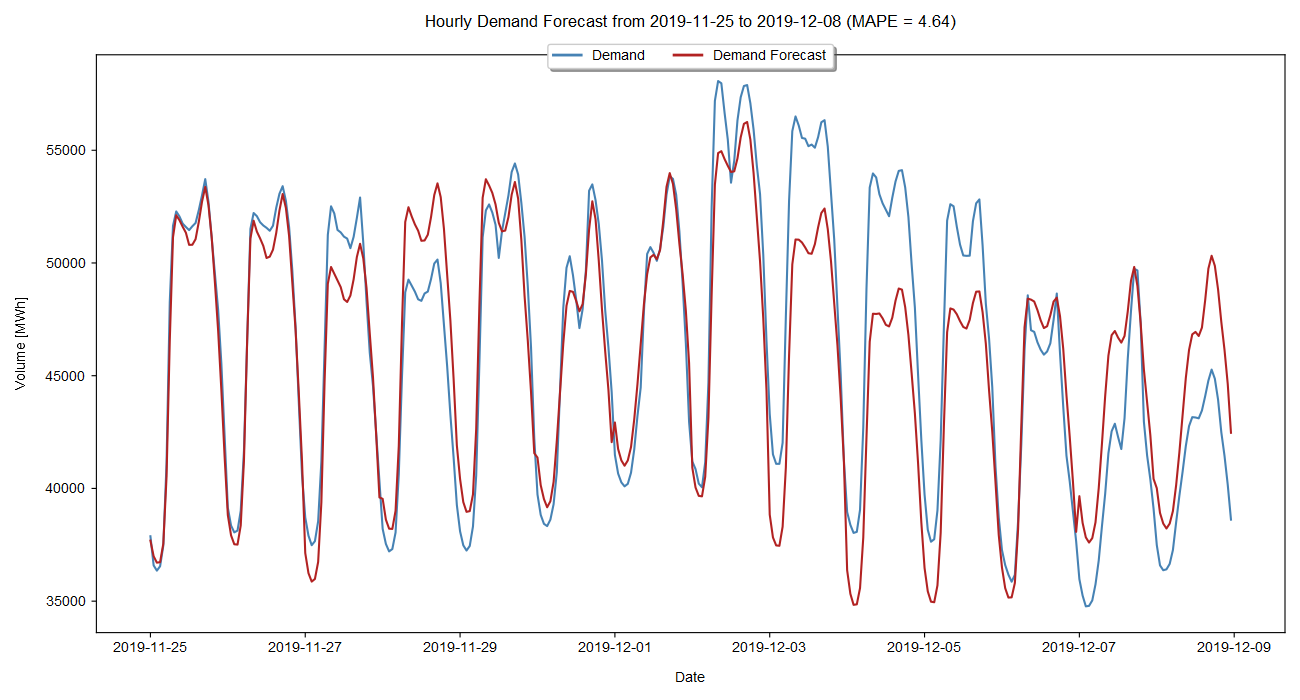 Hourly Demand Forecast from 2019-11-25 to 2019-12-08 (MAPE = 4.64)
Demand
Demand Forecast
Volume [MWh]
55000
50000
45000
40000
35000
2019-11-25
2019-11-27
2019-11-29
2019-12-01
2019-12-03
2019-12-05
2019-12-07
2019-12-09
Date